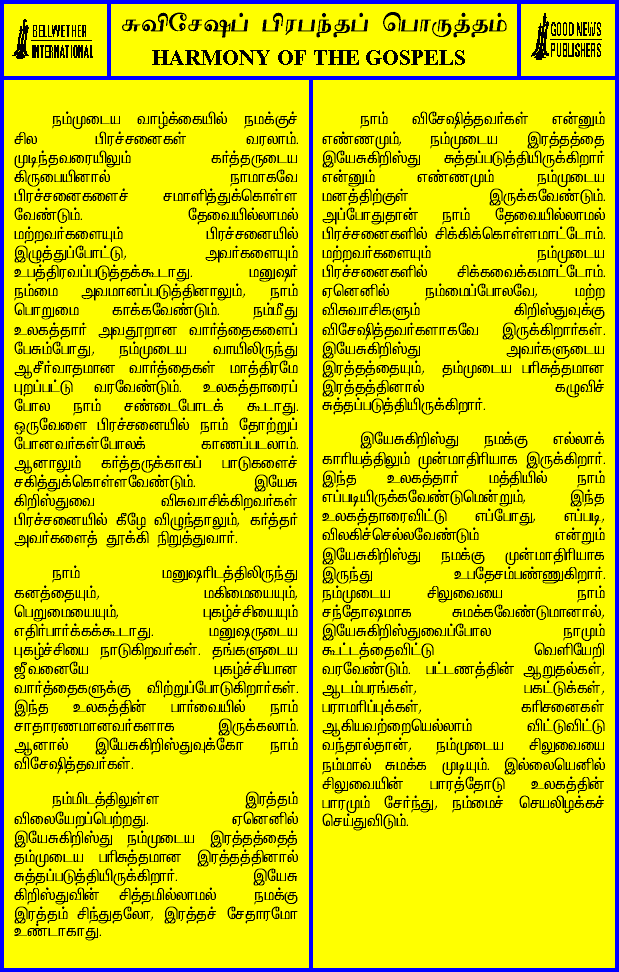 BELLWETHER
INTERNATIONAL
சுவிசேஷப் பிரபந்தப் பொருத்தம்
HARMONY OF THE GOSPELS
GOOD NEWS
PUBLISHERS
நம்முடைய வாழ்க்கையில் நமக்குச்
சில பிரச்சனைகள் வரலாம்.
முடிந்தவரையிலும் கர்த்தருடைய
கிருபையினால் நாமாகவே
பிரச்சனைகளைச் சமாளித்துக்கொள்ள
வேண்டும். தேவையில்லாமல்
மற்றவர்களையும் பிரச்சனையில்
இழுத்துப்போட்டு, அவர்களையும்
உபத்திரவப்படுத்தக்கூடாது. மனுஷர்
நம்மை அவமானப்படுத்தினாலும், நாம்
பொறுமை காக்கவேண்டும். நம்மீது
உலகத்தார் அவதூறான வார்த்தைகளைப்
பேசும்போது, நம்முடைய வாயிலிருந்து
ஆசீர்வாதமான வார்த்தைகள் மாத்திரமே
புறப்பட்டு வரவேண்டும். உலகத்தாரைப்
போல நாம் சண்டைபோடக் கூடாது.
ஒருவேளை பிரச்சனையில் நாம் தோற்றுப்
போனவர்கள்போலக் காணப்படலாம்.
ஆனாலும் கர்த்தருக்காகப் பாடுகளைச்
சகித்துக்கொள்ளவேண்டும். இயேசு
கிறிஸ்துவை விசுவாசிக்கிறவர்கள்
பிரச்சனையில் கீழே விழுந்தாலும், கர்த்தர்
அவர்களைத் தூக்கி நிறுத்துவார்.
நாம் மனுஷரிடத்திலிருந்து
கனத்தையும், மகிமையையும்,
பெறுமையையும், புகழ்ச்சியையும்
எதிர்பார்க்கக்கூடாது. மனுஷருடைய
புகழ்ச்சியை நாடுகிறவர்கள். தங்களுடைய
ஜீவனையே புகழ்ச்சியான
வார்த்தைகளுக்கு விற்றுப்போடுகிறார்கள்.
இந்த உலகத்தின் பார்வையில் நாம்
சாதாரணமானவர்களாக இருக்கலாம்.
ஆனால் இயேசுகிறிஸ்துவுக்கோ நாம்
விசேஷித்தவர்கள்.
நம்மிடத்திலுள்ள இரத்தம்
விலையேறப்பெற்றது. ஏனெனில்
இயேசுகிறிஸ்து நம்முடைய இரத்தத்தைத்
தம்முடைய பரிசுத்தமான இரத்தத்தினால்
சுத்தப்படுத்தியிருக்கிறார். இயேசு
கிறிஸ்துவின் சித்தமில்லாமல் நமக்கு
இரத்தம் சிந்துதலோ, இரத்தச் சேதாரமோ
உண்டாகாது.
நாம் விசேஷித்தவர்கள் என்னும்
எண்ணமும், நம்முடைய இரத்தத்தை
இயேசுகிறிஸ்து சுத்தப்படுத்தியிருக்கிறார்
என்னும் எண்ணமும் நம்முடைய
மனத்திற்குள் இருக்கவேண்டும்.
அப்போதுதான் நாம் தேவையில்லாமல்
பிரச்சனைகளில் சிக்கிக்கொள்ளமாட்டோம்.
மற்றவர்களையும் நம்முடைய
பிரச்சனைகளில் சிக்கவைக்கமாட்டோம்.
ஏனெனில் நம்மைப்போலவே, மற்ற
விசுவாசிகளும் கிறிஸ்துவுக்கு
விசேஷித்தவர்களாகவே இருக்கிறார்கள்.
இயேசுகிறிஸ்து அவர்களுடைய
இரத்தத்தையும், தம்முடைய பரிசுத்தமான
இரத்தத்தினால் கழுவிச்
சுத்தப்படுத்தியிருக்கிறார்.
இயேசுகிறிஸ்து நமக்கு எல்லாக்
காரியத்திலும் முன்மாதிரியாக இருக்கிறார்.
இந்த உலகத்தார் மத்தியில் நாம்
எப்படியிருக்கவேண்டுமென்றும், இந்த
உலகத்தாரைவிட்டு எப்போது, எப்படி,
விலகிச்செல்லவேண்டும் என்றும்
இயேசுகிறிஸ்து நமக்கு முன்மாதிரியாக
இருந்து உபதேசம்பண்ணுகிறார்.
நம்முடைய சிலுவையை நாம்
சந்தோஷமாக சுமக்கவேண்டுமானால்,
இயேசுகிறிஸ்துவைப்போல நாமும்
கூட்டத்தைவிட்டு வெளியேறி
வரவேண்டும். பட்டணத்தின் ஆறுதல்கள்,
ஆடம்பரங்கள், பகட்டுக்கள்,
பராமரிப்புக்கள், கரிசனைகள்
ஆகியவற்றையெல்லாம் விட்டுவிட்டு
வந்தால்தான், நம்முடைய சிலுவையை
நம்மால் சுமக்க முடியும். இல்லையெனில்
சிலுவையின் பாரத்தோடு உலகத்தின்
பாரமும் சேர்ந்து, நம்மைச் செயலிழக்கச்
செய்துவிடும்.